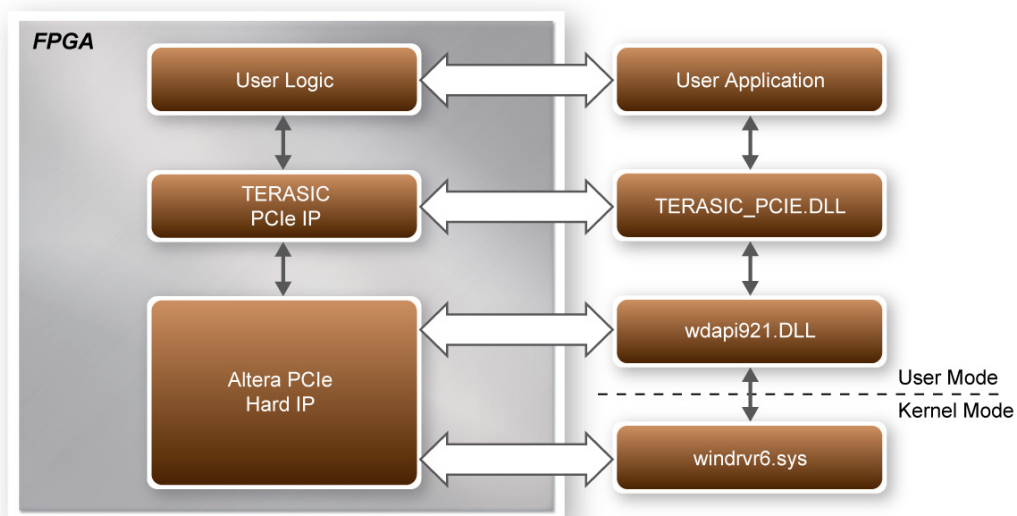 FPGA
User Logic
User Application
TERASIC
PCIe IP
TERASIC_PCIE.DLL
Altera PCIe
Hard IP
wdapi921.DLL
User Mode
Kernel Mode
windrvr6.sys